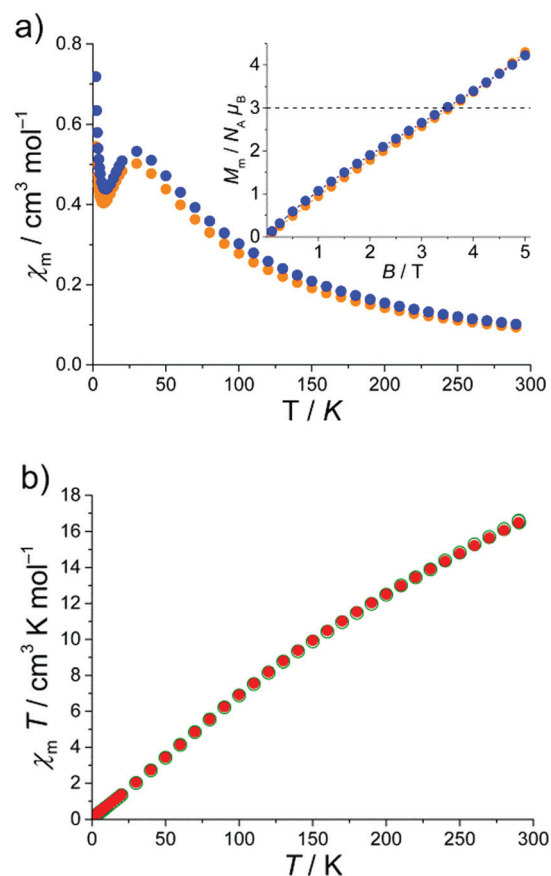 a)
0.8
0.6
0.4
0.2
0.0
χm / cm³ mol⁻¹
0 50 100 150 200 250 300
T / K
4
3
2
1
0
Mm / NA μB
0 1 2 3 4 5
B / T
b)
18
16
14
12
10
8
6
4
2
0
χm T / cm³ K mol⁻¹
0 50 100 150 200 250 300
T / K